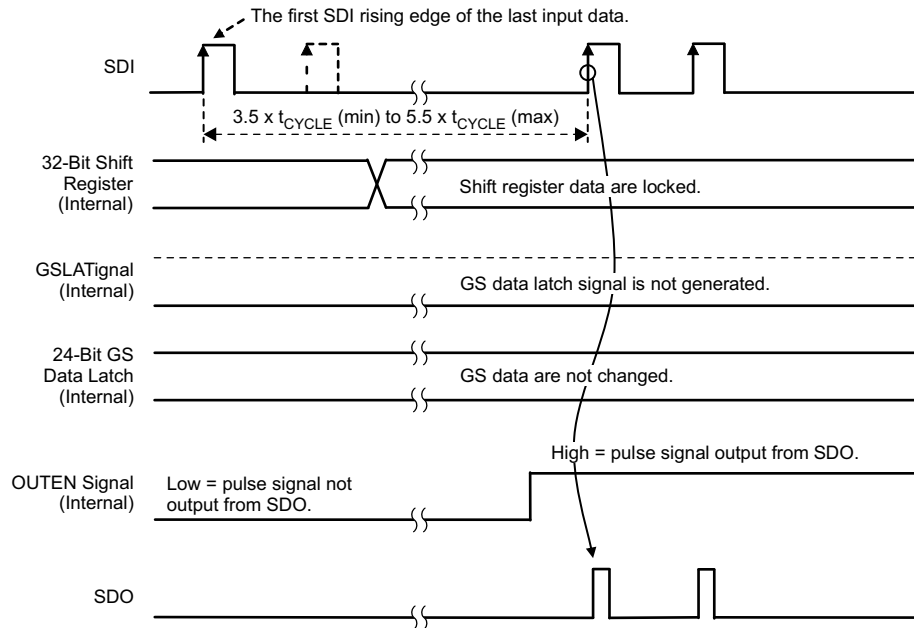 The first SDI rising edge of the last input data.
SDI
3.5 x tCYCLE (min) to 5.5 x tCYCLE (max)
32-Bit Shift
Register
(Internal)
Shift register data are locked.
GSLATignal
(Internal)
GS data latch signal is not generated.
24-Bit GS
Data Latch
(Internal)
GS data are not changed.
High = pulse signal output from SDO.
OUTEN Signal
(Internal)
Low = pulse signal not
output from SDO.
SDO